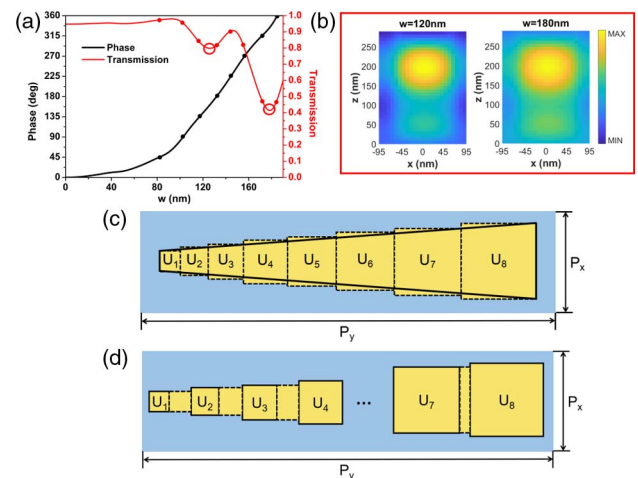 (a)
360
315
270
225
180
135
90
45
0
Phase (deg)
Phase
Transmission
1.0
0.9
0.8
0.7
0.6
0.5
0.4
0.3
0.2
0.1
0.0
Transmission
0 40 80 120 160
w (nm)
(b)
w=120nm w=180nm
250
200
150
100
50
0
z (nm)
-95 -45 0 45 95
x (nm)
250
200
150
100
50
0
z (nm)
-95 -45 0 45 95
x (nm)
MAX
MIN
(c)
U1 U2 U3 U4 U5 U6 U7 U8
Px
Py
(d)
U1 U2 U3 U4 ... U7 U8
Px
Py